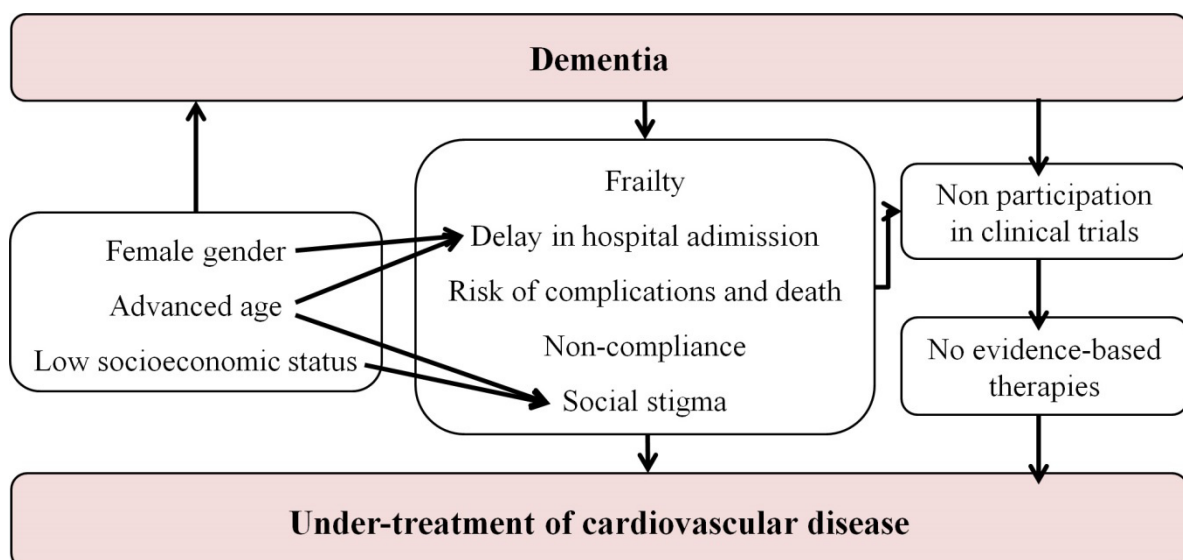 Dementia
Female gender
Advanced age
Low socioeconomic status
Frailty
Delay in hospital adimission
Risk of complications and death
Non-compliance
Social stigma
Non participation
in clinical trials
No evidence-based
therapies
Under-treatment of cardiovascular disease